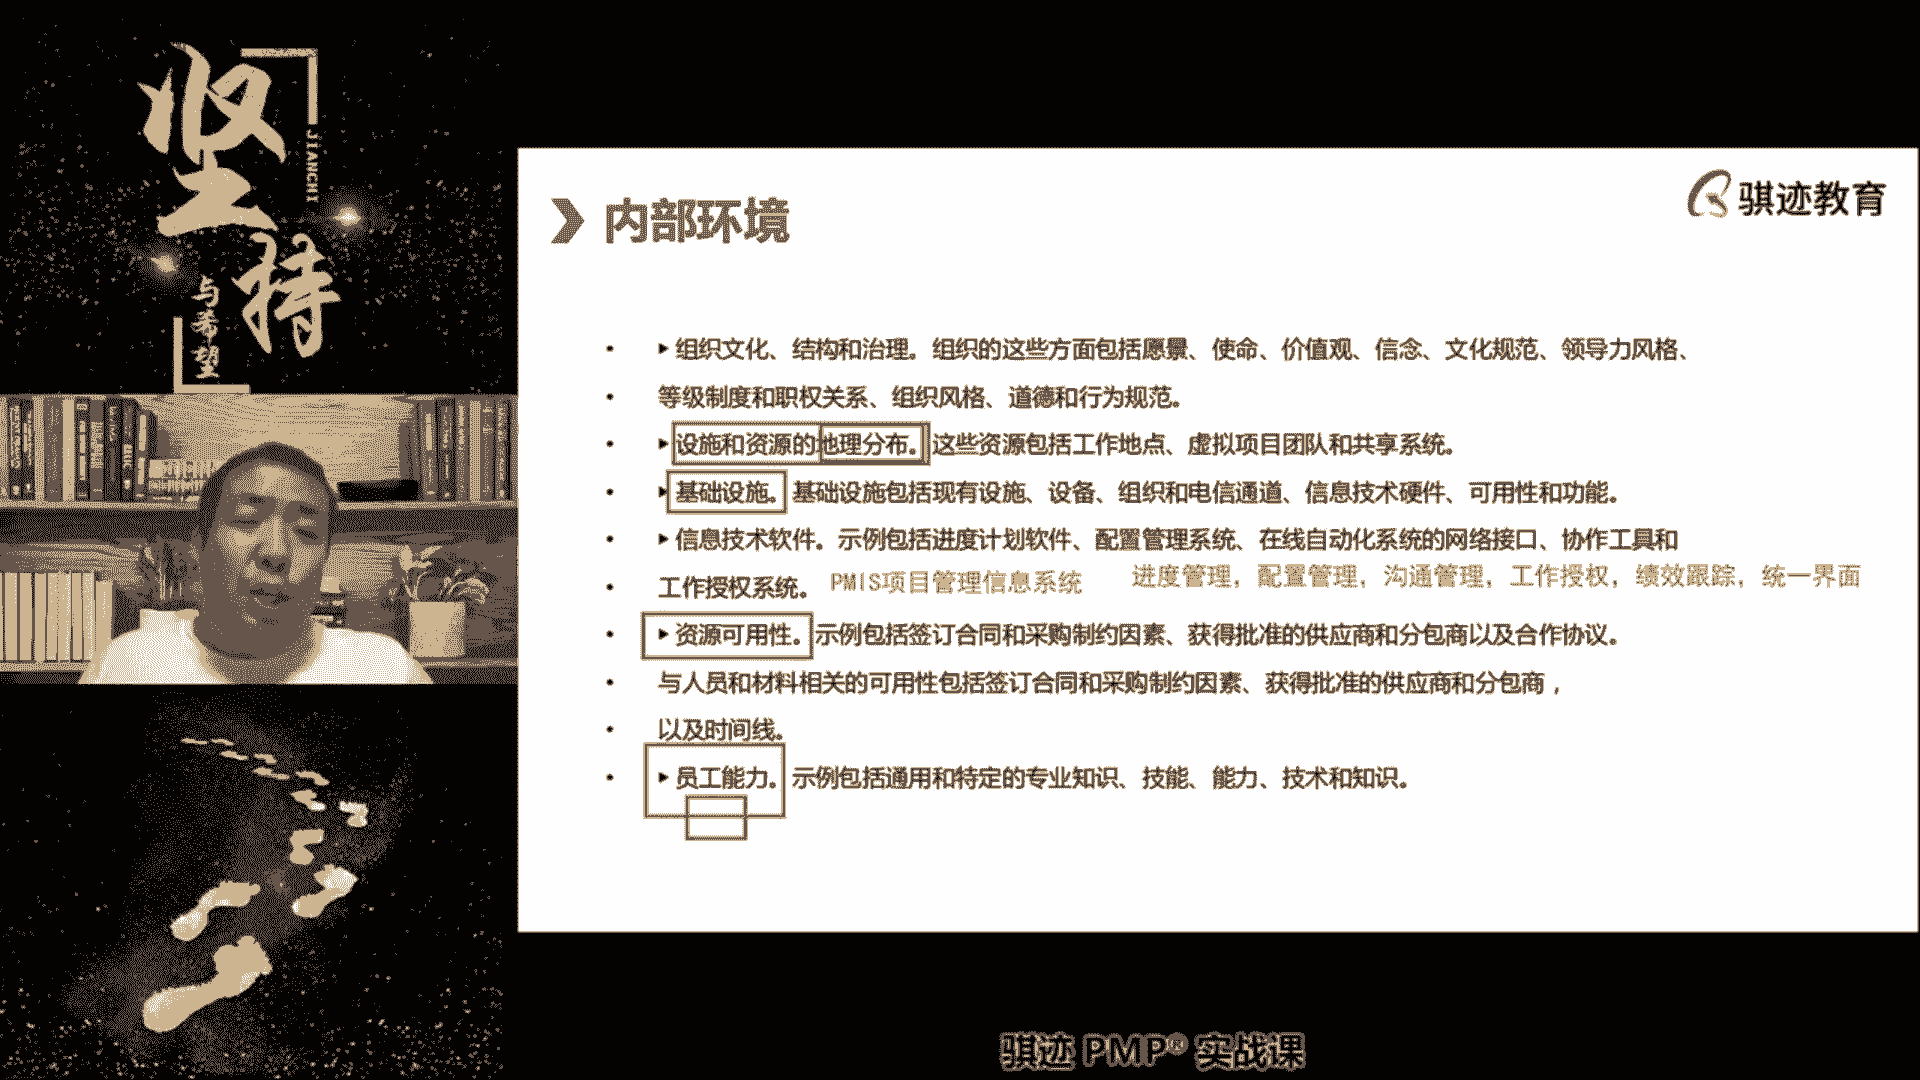 坚持
JIANCHI
与希望
骐迹教育
内部环境
组织文化、结构和治理。组织的这些方面包括愿景、使命、价值观、信念、文化规范、领导力风格、
等级制度和职权关系、组织风格、道德和行为规范。
设施和资源的地理分布。这些资源包括工作地点、虚拟项目团队和共享系统。
基础设施。基础设施包括现有设施、设备、组织和电信通道、信息技术硬件、可用性和功能。
信息技术软件。示例包括进度计划软件、配置管理系统、在线自动化系统的网络接口、协作工具和
工作授权系统。 PMIS项目管理信息系统 进度管理，配置管理，沟通管理，工作授权，绩效跟踪，统一界面
资源可用性。示例包括签订合同和采购制约因素、获得批准的供应商和分包商以及合作协议。
与人员和材料相关的可用性包括签订合同和采购制约因素、获得批准的供应商和分包商，
以及时间线。
员工能力。示例包括通用和特定的专业知识、技能、能力、技术和知识。
骐迹 PMP® 实战课